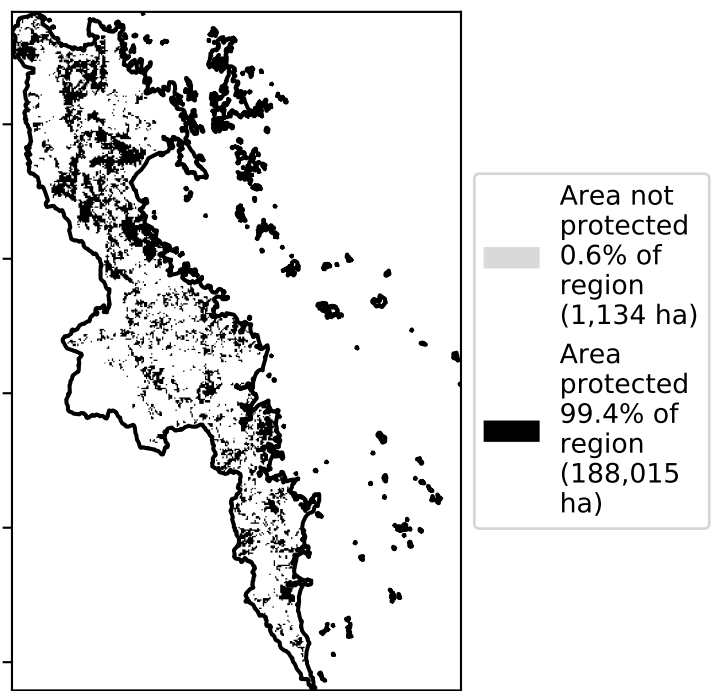 Area not
protected
0.6% of
region
(1,134 ha)
Area
protected
99.4% of
region
(188,015
ha)